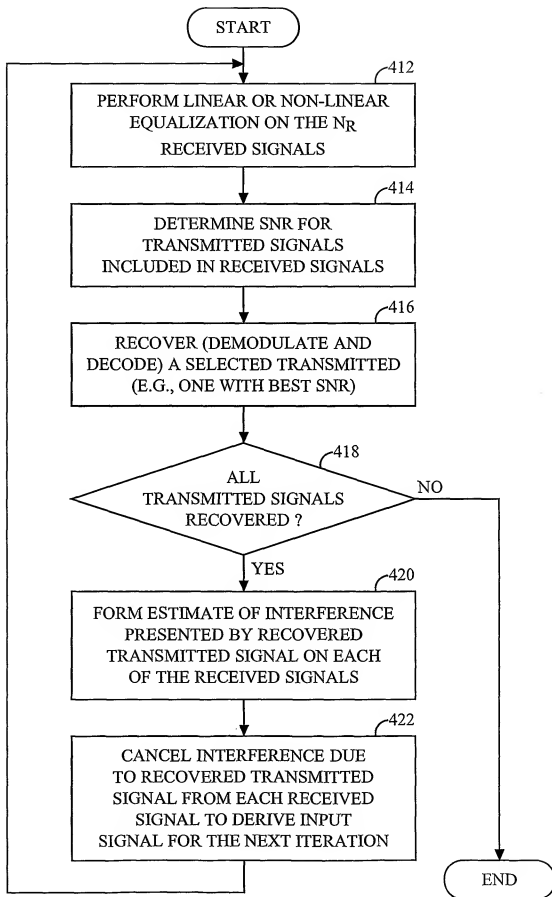 START
412
PERFORM LINEAR OR NON-LINEAR
EQUALIZATION ON THE NR
RECEIVED SIGNALS
414
DETERMINE SNR FOR
TRANSMITTED SIGNALS
INCLUDED IN RECEIVED SIGNALS
416
RECOVER (DEMODULATE AND
DECODE) A SELECTED TRANSMITTED
(E.G., ONE WITH BEST SNR)
418
ALL
TRANSMITTED SIGNALS
RECOVERED ?
NO
YES
420
FORM ESTIMATE OF INTERFERENCE
PRESENTED BY RECOVERED
TRANSMITTED SIGNAL ON EACH
OF THE RECEIVED SIGNALS
422
CANCEL INTERFERENCE DUE
TO RECOVERED TRANSMITTED
SIGNAL FROM EACH RECEIVED
SIGNAL TO DERIVE INPUT
SIGNAL FOR THE NEXT ITERATION
END